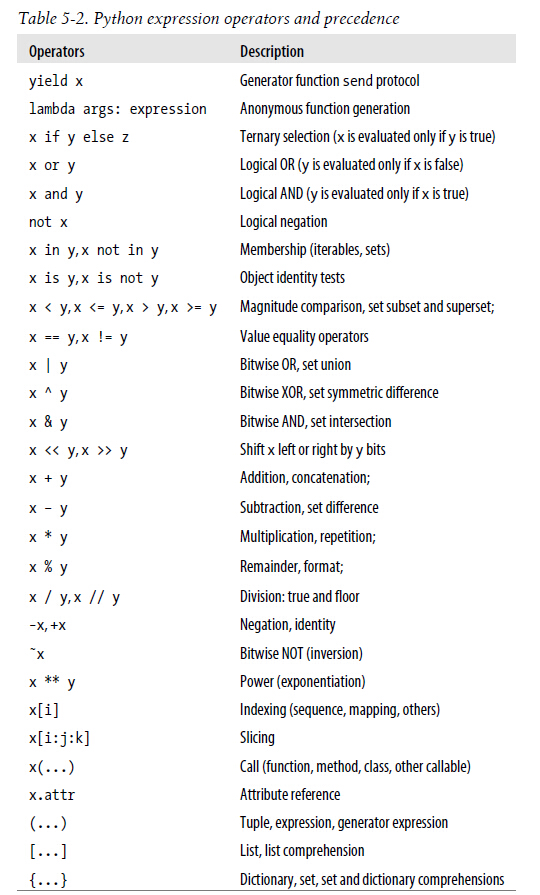 Table 5-2. Python expression operators and precedence
Operators Description
yield x Generator function send protocol
lambda args: expression Anonymous function generation
x if y else z Ternary selection (x is evaluated only if y is true)
x or y Logical OR (y is evaluated only if x is false)
x and y Logical AND (y is evaluated only if x is true)
not x Logical negation
x in y, x not in y Membership (iterables, sets)
x is y, x is not y Object identity tests
x < y, x <= y, x > y, x >= y Magnitude comparison, set subset and superset;
x == y, x != y Value equality operators
x | y Bitwise OR, set union
x ^ y Bitwise XOR, set symmetric difference
x & y Bitwise AND, set intersection
x << y, x >> y Shift x left or right by y bits
x + y Addition, concatenation;
x – y Subtraction, set difference
x * y Multiplication, repetition;
x % y Remainder, format;
x / y, x // y Division: true and floor
−x, +x Negation, identity
˜x Bitwise NOT (inversion)
x ** y Power (exponentiation)
x[i] Indexing (sequence, mapping, others)
x[i:j:k] Slicing
x(...) Call (function, method, class, other callable)
x.attr Attribute reference
(...) Tuple, expression, generator expression
[...] List, list comprehension
{...} Dictionary, set, set and dictionary comprehensions